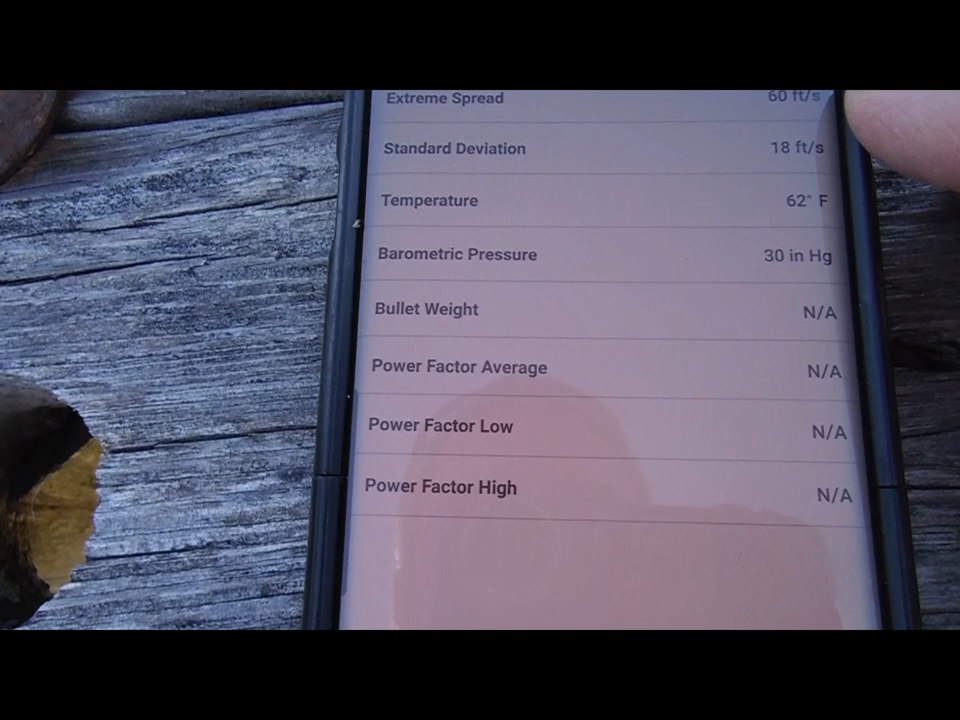 Extreme Spread 60 ft/s
Standard Deviation 18 ft/s
Temperature 62° F
Barometric Pressure 30 in Hg
Bullet Weight N/A
Power Factor Average N/A
Power Factor Low N/A
Power Factor High N/A